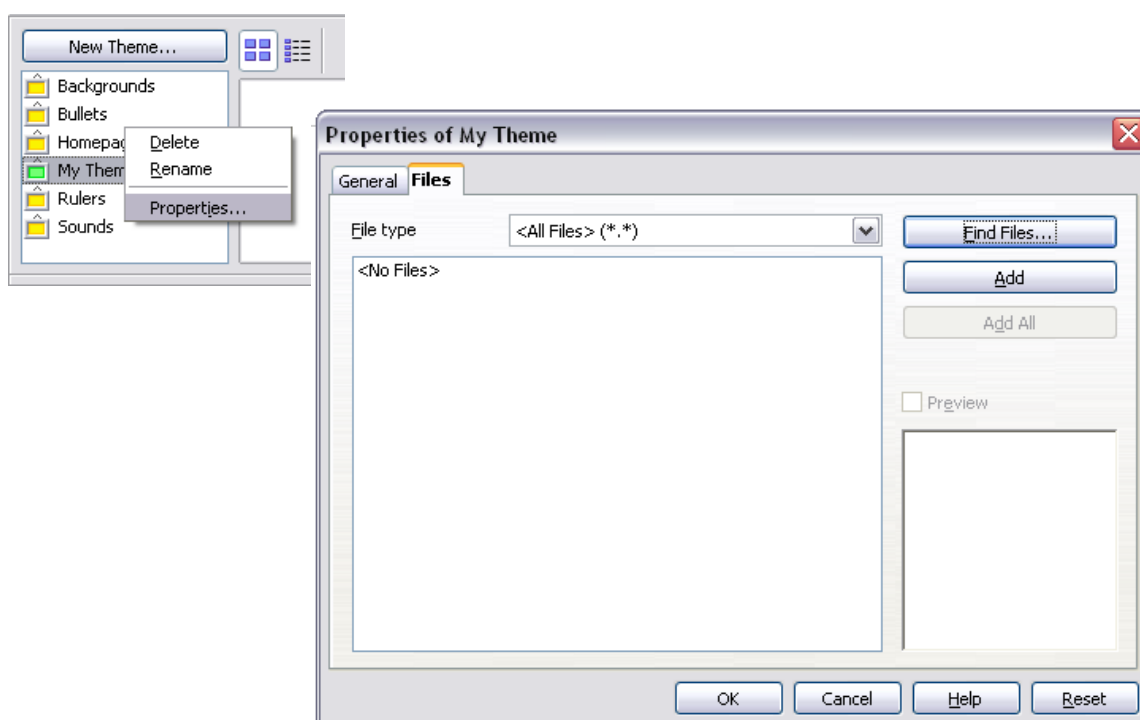 New Theme...
Backgrounds
Bullets
Homepag
My Them
Rulers
Sounds
Delete
Rename
Properties...
Properties of My Theme
General Files
File type <All Files> (*.*) Find Files...
<No Files> Add
Add All
Preview
OK Cancel Help Reset